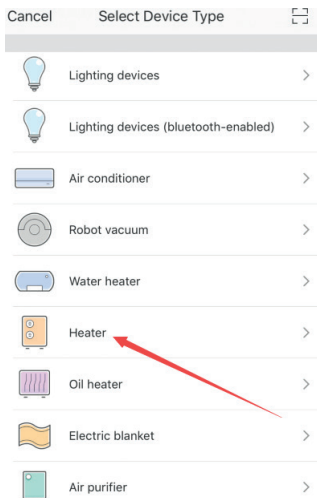 Cancel Select Device Type
Lighting devices
Lighting devices (bluetooth-enabled)
Air conditioner
Robot vacuum
Water heater
Heater
Oil heater
Electric blanket
Air purifier